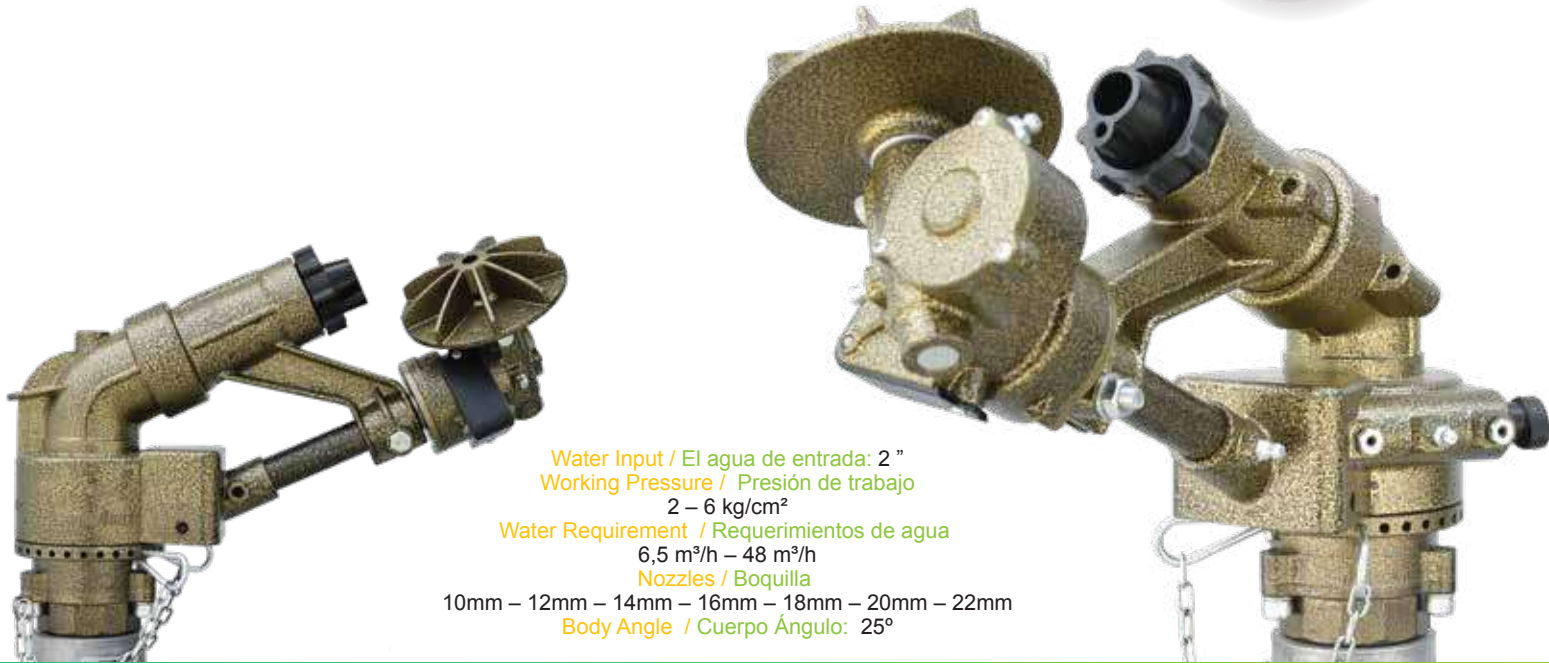 Water Input / El agua de entrada: 2 ”
Working Pressure / Presión de trabajo
2 – 6 kg/cm²
Water Requirement / Requerimientos de agua
6,5 m³/h – 48 m³/h
Nozzles / Boquilla
10mm – 12mm – 14mm – 16mm – 18mm – 20mm – 22mm
Body Angle / Cuerpo Ángulo: 25º